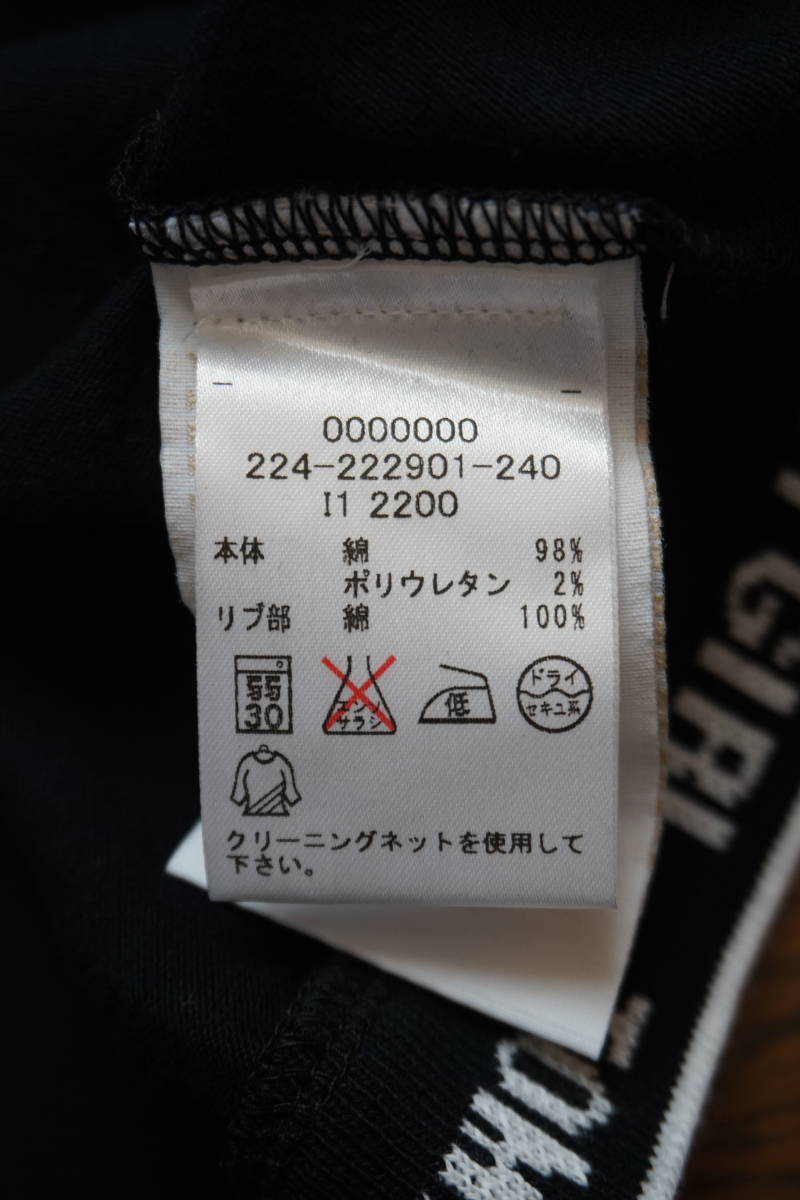 0000000
224-222901-240
I1 2200
本体 綿 98%
ポリウレタン 2%
リブ部 綿 100%
弱
30
エンソ
サラシ
低
ドライ
セキユ系
クリーニングネットを使用して
下さい。
GIRL